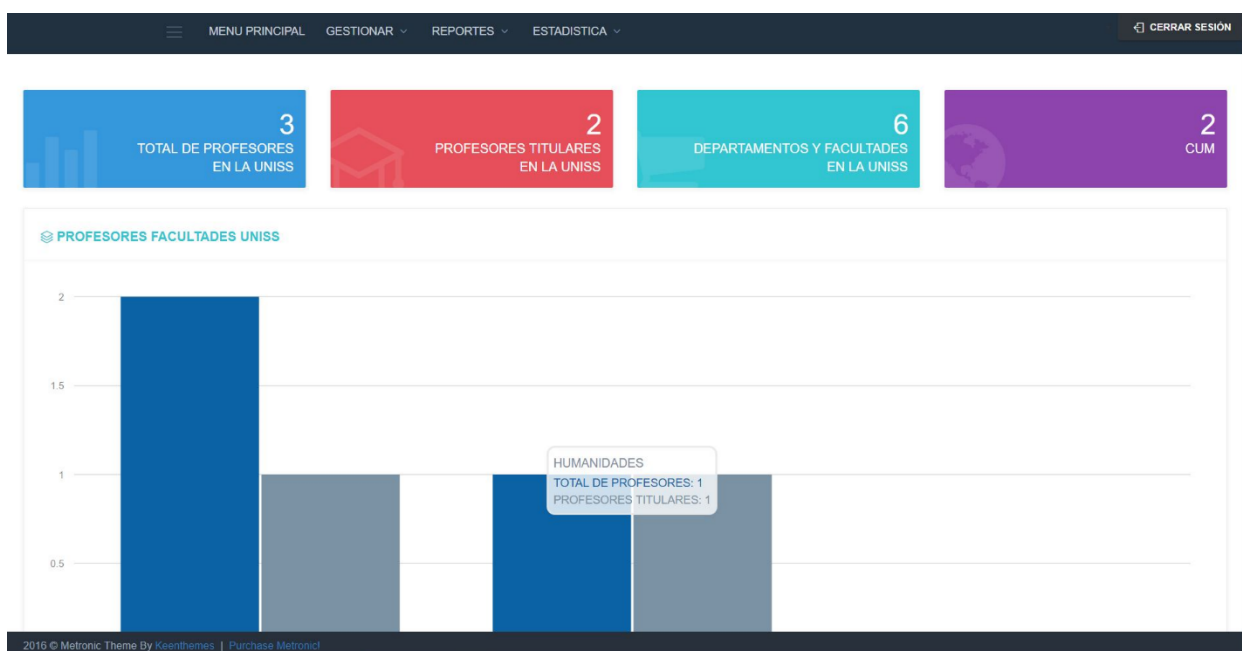 MENU PRINCIPAL GESTIONAR REPORTES ESTADISTICA CERRAR SESIÓN
3
TOTAL DE PROFESORES
EN LA UNISS
2
PROFESORES TITULARES
EN LA UNISS
6
DEPARTAMENTOS Y FACULTADES
EN LA UNISS
2
CUM
PROFESORES FACULTADES UNISS
2
1.5
1
0.5
HUMANIDADES
TOTAL DE PROFESORES: 1
PROFESORES TITULARES: 1
2016 © Metronic Theme By Keenthemes | Purchase Metronic!